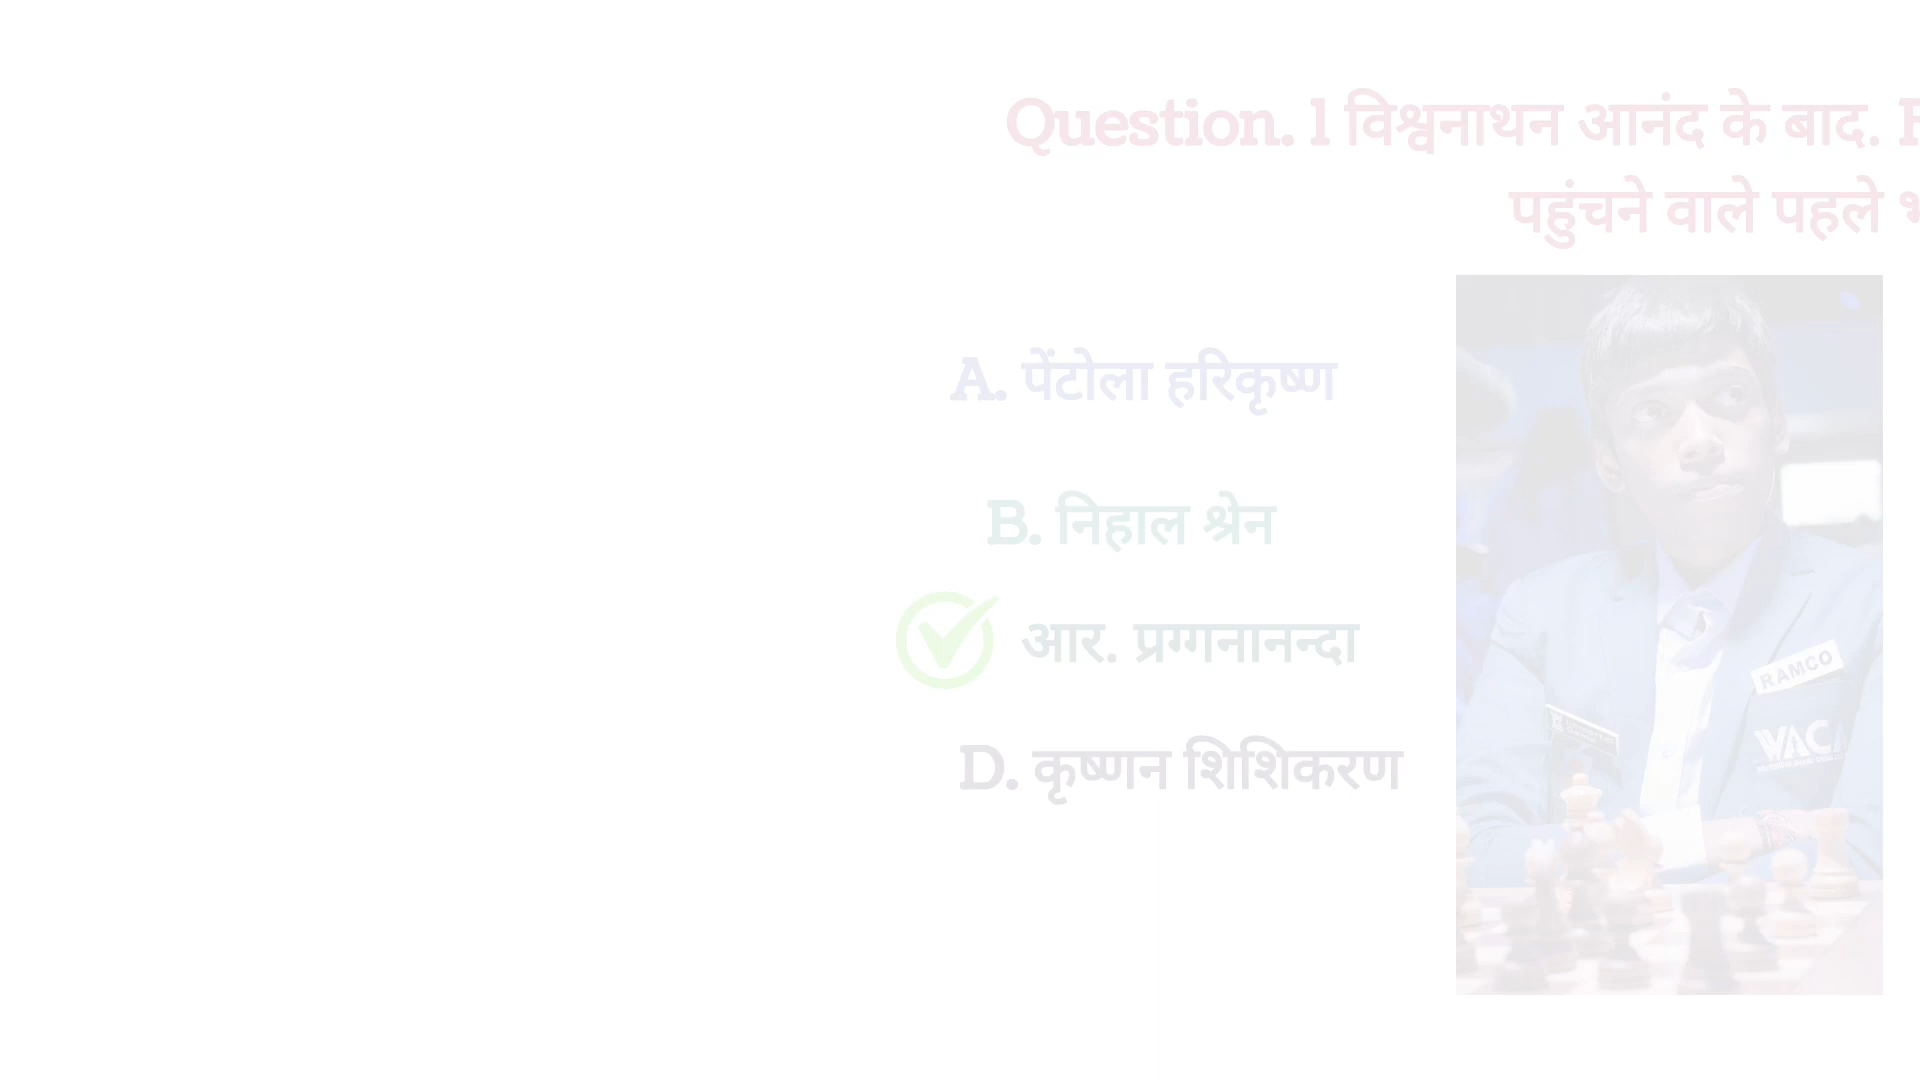 Question. 1 विश्वनाथन आनंद के बाद.
पहुंचने वाले पहले
A. पेंटोला हरिकृष्ण
B. निहाल श्रेन
आर. प्रग्गनानन्दा
D. कृष्णन शिशिकरण
RAMCO
WACA